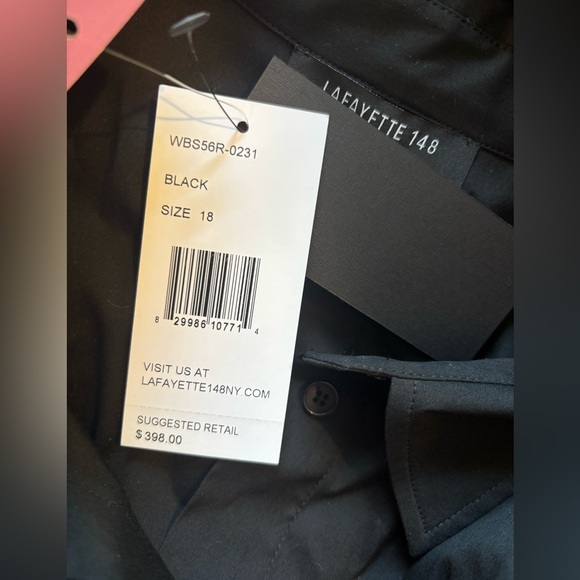 LAFAYETTE 148
WBS56R-0231
BLACK
SIZE 18
8 29986 10771 4
VISIT US AT
LAFAYETTE148NY.COM
SUGGESTED RETAIL
$398.00